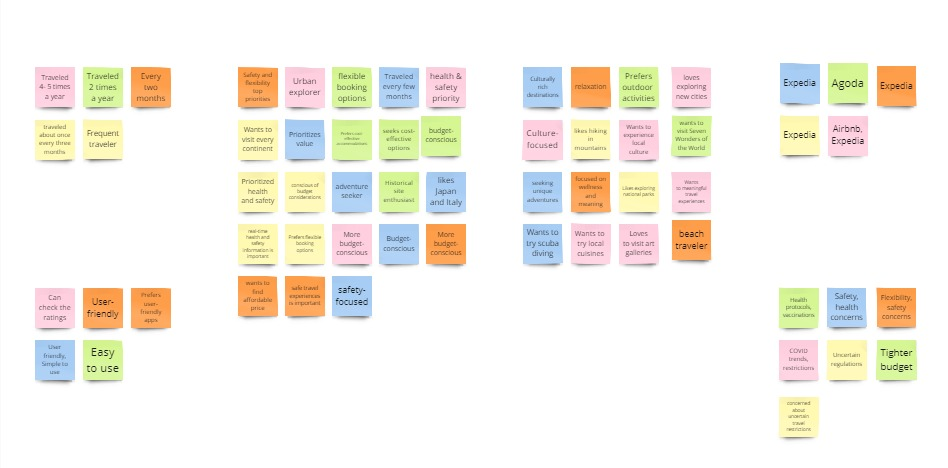 Traveled
4- 5 times
a year
Traveled
2 times
a year
Every
two
months
traveled
about once
every three
months
Frequent
traveler
Safety and
flexibility
top
priorities
Urban
explorer
flexible
booking
options
Traveled
every few
months
health &
safety
priority
Wants to
visit every
continent
Prioritizes
value
Prefers cost-
effective
accommodations
seeks cost-
effective
options
budget-
conscious
Prioritized
health
and safety
conscious of
budget
considerations
adventure
seeker
Historical
site
enthusiast
likes
Japan
and Italy
real-time
health and
safety
information is
important
Prefers flexible
booking
options
More
budget-
conscious
Budget-
conscious
More
budget-
conscious
wants to
find
affordable
price
safe travel
experiences
is important
safety-
focused
Culturally
rich
destinations
relaxation
Prefers
outdoor
activities
loves
exploring
new cities
Culture-
focused
likes hiking
in
mountains
Wants to
experience
local
culture
wants to
visit Seven
Wonders of
the World
seeking
unique
adventures
focused on
wellness
and
meaning
Likes exploring
national parks
Wants
to meaningful
travel
experiences
Wants to
try scuba
diving
Wants to
try local
cuisines
Loves
to visit art
galleries
beach
traveler
Expedia
Agoda
Expedia
Expedia
Airbnb,
Expedia
Can
check the
ratings
User-
friendly
Prefers
user-
friendly
apps
User
friendly,
Simple to
use
Easy
to use
Health
protocols,
vaccinations
Safety,
health
concerns
Flexibility,
safety
concerns
COVID
trends,
restrictions
Uncertain
regulations
Tighter
budget
concerned
about
uncertain
travel
restrictions